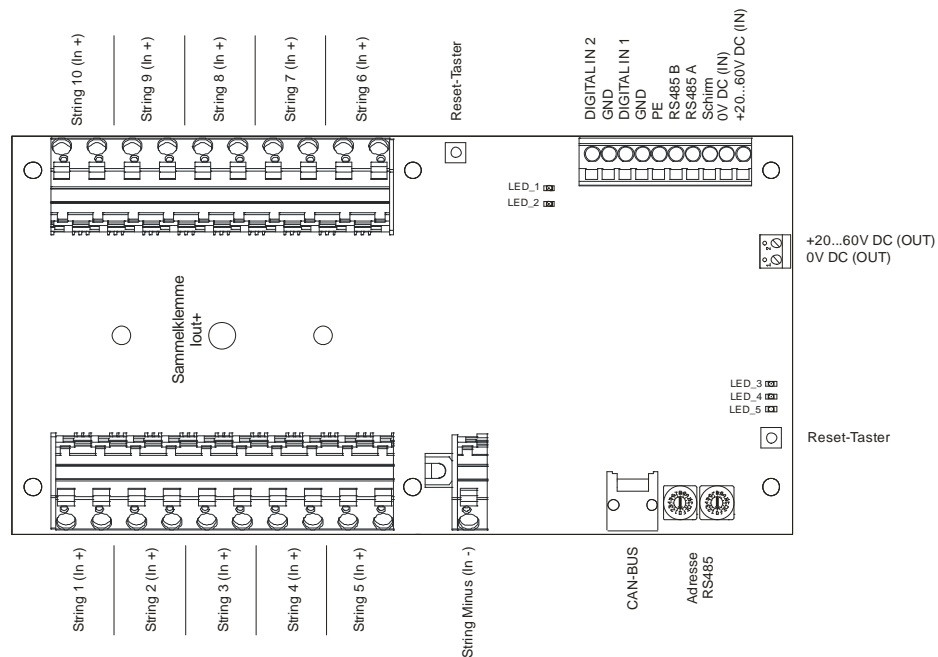 String 10 (In +)
String 9 (In +)
String 8 (In +)
String 7 (In +)
String 6 (In +)
Reset-Taster
DIGITAL IN 2
GND
DIGITAL IN 1
GND
PE
RS485 B
RS485 A
Schirm
0V DC (IN)
+20...60V DC (IN)
LED_1
LED_2
2
1
+20...60V DC (OUT)
0V DC (OUT)
Sammelklemme
Iout+
LED_3
LED_4
LED_5
Reset-Taster
String 1 (In +)
String 2 (In +)
String 3 (In +)
String 4 (In +)
String 5 (In +)
String Minus (In -)
CAN-BUS
Adresse
RS485